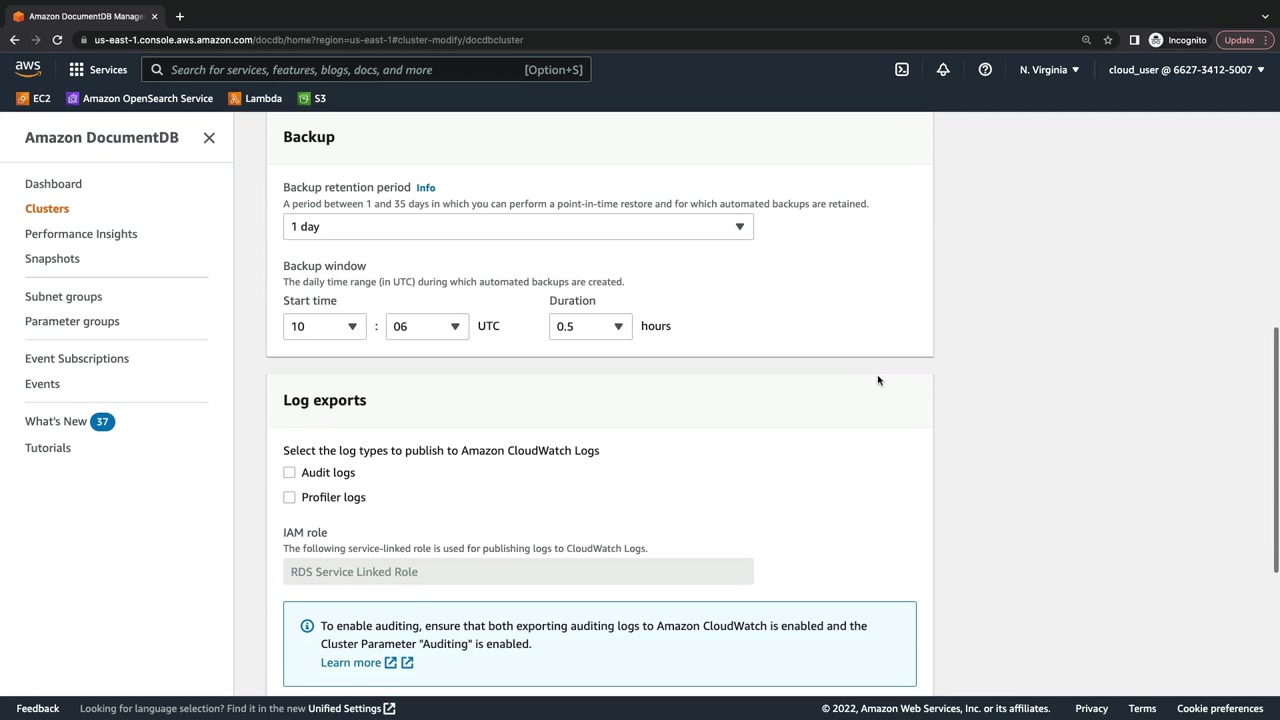 Amazon DocumentDB Manage
us-east-1.console.aws.amazon.com/docdb/home?region=us-east-1#cluster-modify/docdbcluster
Incognito
Update
aws
Services
Search for services, features, blogs, docs, and more
[Option+S]
N. Virginia
cloud_user @ 6627-3412-5007
EC2
Amazon OpenSearch Service
Lambda
S3
Amazon DocumentDB
Dashboard
Clusters
Performance Insights
Snapshots
Subnet groups
Parameter groups
Event Subscriptions
Events
What's New 37
Tutorials
Backup
Backup retention period Info
A period between 1 and 35 days in which you can perform a point-in-time restore and for which automated backups are retained.
1 day
Backup window
The daily time range (in UTC) during which automated backups are created.
Start time
Duration
10 : 06 UTC
0.5 hours
Log exports
Select the log types to publish to Amazon CloudWatch Logs
Audit logs
Profiler logs
IAM role
The following service-linked role is used for publishing logs to CloudWatch Logs.
RDS Service Linked Role
To enable auditing, ensure that both exporting auditing logs to Amazon CloudWatch is enabled and the
Cluster Parameter "Auditing" is enabled.
Learn more
Feedback
Looking for language selection? Find it in the new Unified Settings
© 2022, Amazon Web Services, Inc. or its affiliates.
Privacy
Terms
Cookie preferences